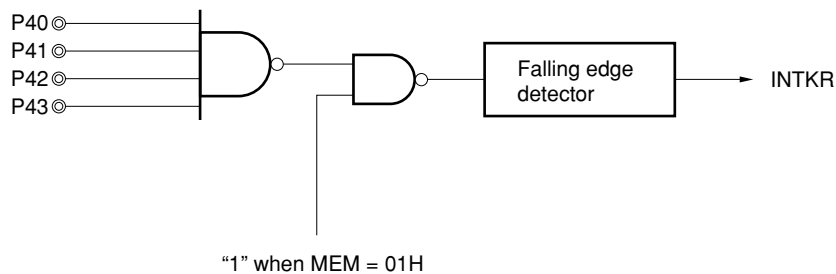 P40
P41
P42
P43
Falling edge
detector
INTKR
“1” when MEM = 01H